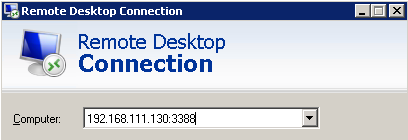 Remote Desktop Connection
Remote Desktop
Connection
Computer: 192.168.111.130:3388